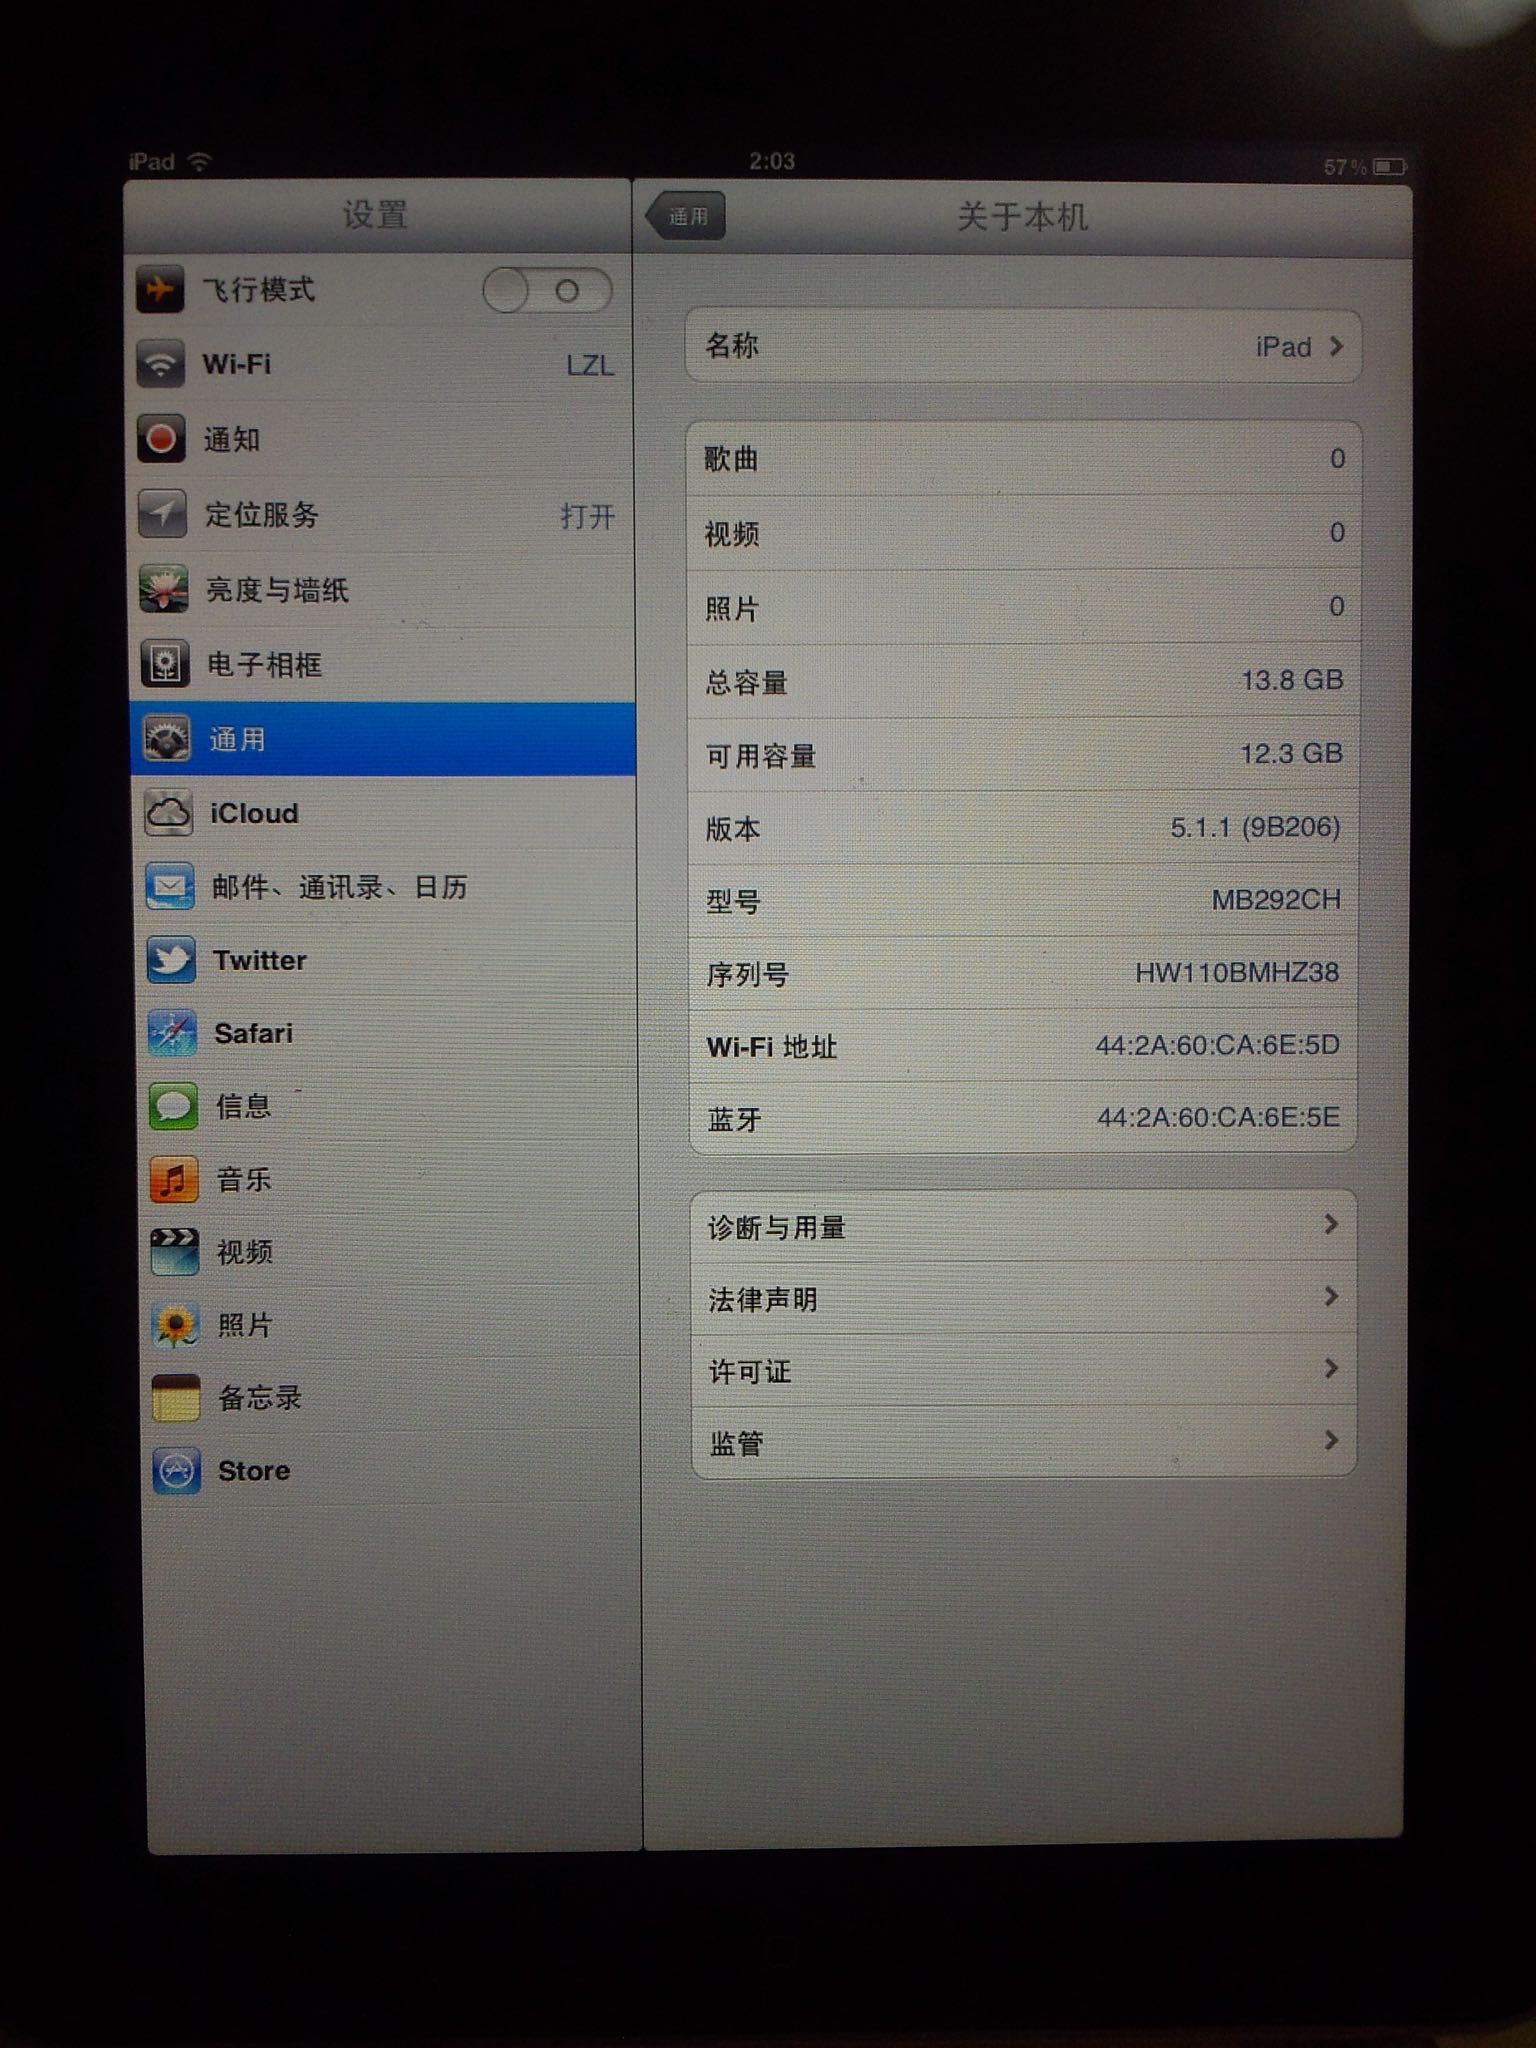 iPad
2:03
57%
设置
飞行模式
Wi-Fi LZL
通知
定位服务 打开
亮度与墙纸
电子相框
通用
iCloud
邮件、通讯录、日历
Twitter
Safari
信息
音乐
视频
照片
备忘录
Store
通用
关于本机
名称 iPad
歌曲 0
视频 0
照片 0
总容量 13.8 GB
可用容量 12.3 GB
版本 5.1.1 (9B206)
型号 MB292CH
序列号 HW110BMHZ38
Wi-Fi 地址 44:2A:60:CA:6E:5D
蓝牙 44:2A:60:CA:6E:5E
诊断与用量
法律声明
许可证
监管